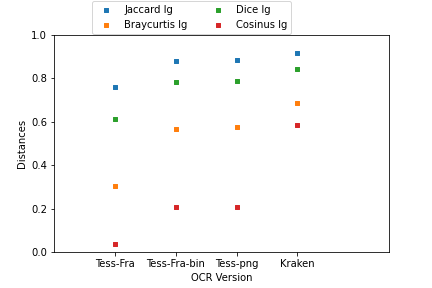 Jaccard lg Dice lg
Braycurtis lg Cosinus lg
1.0
0.8
0.6
0.4
0.2
0.0
Distances
Tess-Fra Tess-Fra-bin Tess-png Kraken
OCR Version